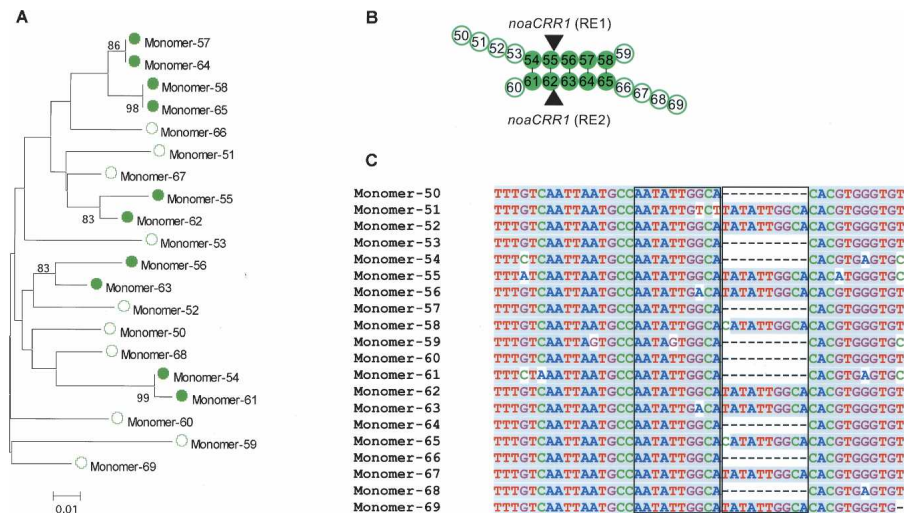 A
86
Monomer-57
Monomer-64
Monomer-58
98
Monomer-65
Monomer-66
Monomer-51
Monomer-67
Monomer-55
83
Monomer-62
Monomer-53
83
Monomer-56
Monomer-63
Monomer-52
Monomer-50
Monomer-68
Monomer-54
99
Monomer-61
Monomer-60
Monomer-59
Monomer-69
0.01
B
noaCRR1 (RE1)
50 51 52 53 54 55 56 57 58 59
60 61 62 63 64 65 66 67 68 69
noaCRR1 (RE2)
C
Monomer-50 TTTGTCAATTAATGCCAATATTGGCA----------CACGTGGGTGT
Monomer-51 TTTGTCAATTAATGCCAATATTGTCTTATATTGGCACACGTGGGTGT
Monomer-52 TTTGTCAATTAATGCCAATATTGGCATATATTGGCACACGTGGGTGT
Monomer-53 TTTGTCAATTAATGCCAATATTGGCA----------CACGTGGGTGT
Monomer-54 TTTCTCAATTAATGCCAATATTGGCA----------CACGTGAGTGC
Monomer-55 TTTATCAATTAATGCCAATATTGGCATATATTGGCACACATGGGTGC
Monomer-56 TTTGTCAATTAATGCCAATATTGACATATATTGGCACACGTGGGTGT
Monomer-57 TTTGTCAATTAATGCCAATATTGGCA----------CACGTGGGTGT
Monomer-58 TTTGTCAATTAATGCCAATATTGGCACATATTGGCACACGTGGGTGT
Monomer-59 TTTGTCAATTAGTGCCAATAGTGGCA----------CACGTGGGTGC
Monomer-60 TTTGTCAATTAATGCCAATATTGGCA----------CACGTGGGTGT
Monomer-61 TTTCTAAATTAATGCCAATATTGGCA----------CACGTGAGTGC
Monomer-62 TTTGTCAATTAATGCCAATATTGGCATATATTGGCACACGTGGGTGT
Monomer-63 TTTGTCAATTAATGCCAATATTGACATATATTGGCACACGTGGGTGT
Monomer-64 TTTGTCAATTAATGCCAATATTGGCA----------CACGTGGGTGT
Monomer-65 TTTGTCAATTAATGCCAATATTGGCACATATTGGCACACGTGGGTGT
Monomer-66 TTTGTCAATTAATGCCAATATTGGCA----------CACGTGGGTGT
Monomer-67 TTTGTCAATTAATGCCAATATTGGCATATATTGGCACACGTGGGTGT
Monomer-68 TTTGTCAATTAATGCCAATATTGGCA----------CACGTGAGTGT
Monomer-69 TTTGTCAATTAATGCCAATATTGGCA----------CACGTGGGTG-